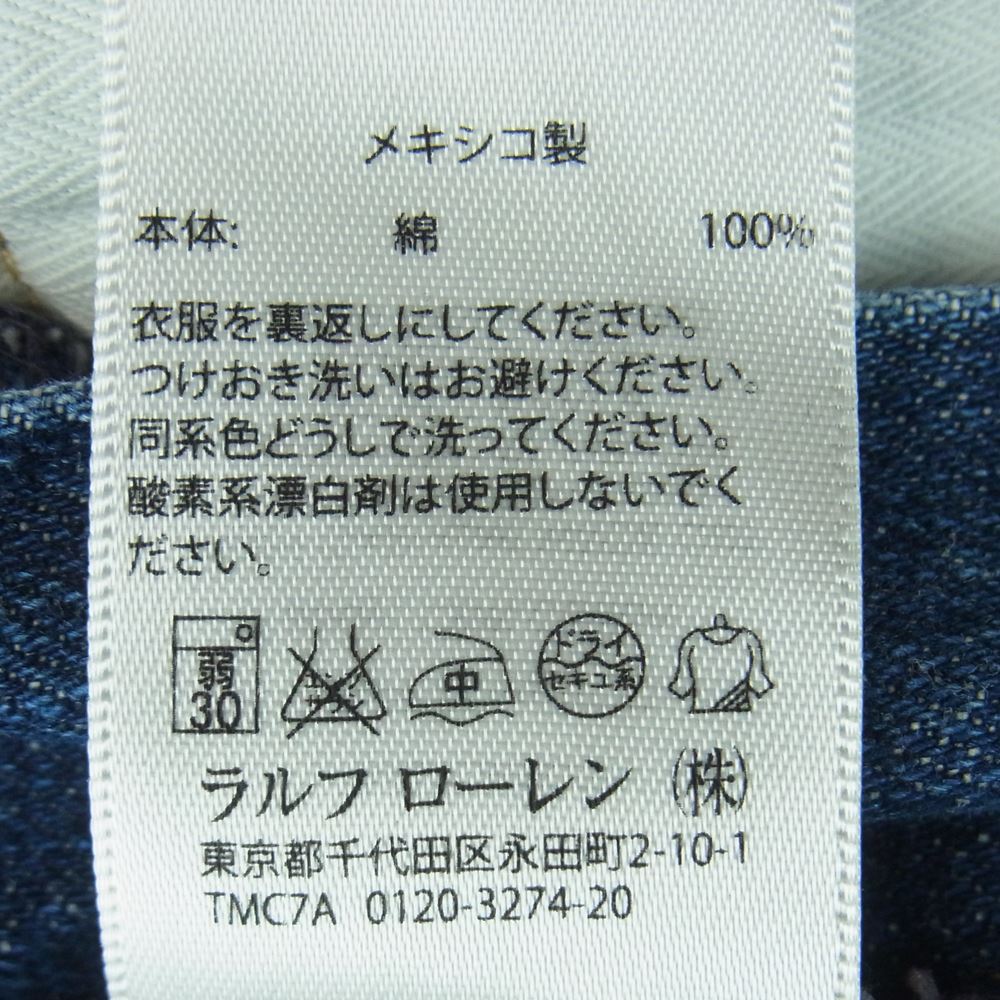 メキシコ製
本体: 綿 100%
衣服を裏返しにしてください。
つけおき洗いはお避けください。
同系色どうしで洗ってください。
酸素系漂白剤は使用しないでく
ださい。
弱 中 ドライ
30 セキユ系
ラルフ ローレン (株)
東京都千代田区永田町2-10-1
TMC7A 0120-3274-20